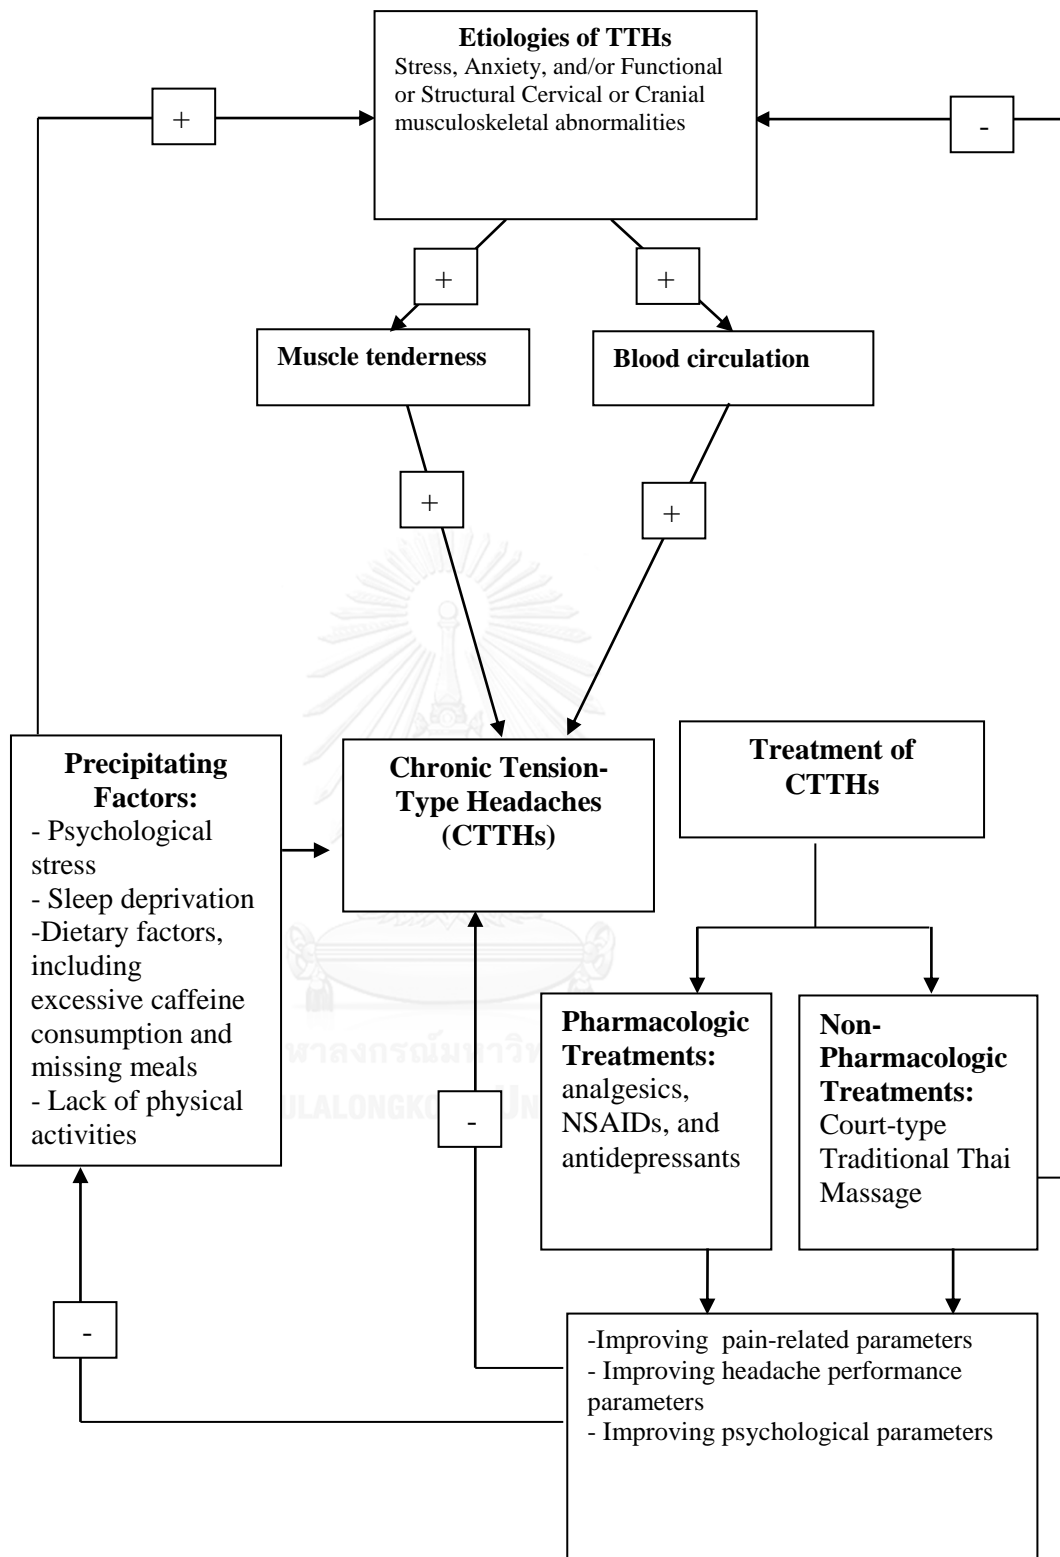 Etiologies of TTHs
Stress, Anxiety, and/or Functional
or Structural Cervical or Cranial
musculoskeletal abnormalities
+
-
+
+
Muscle tenderness
Blood circulation
+
+
Precipitating
Factors:
- Psychological
stress
- Sleep deprivation
-Dietary factors,
including
excessive caffeine
consumption and
missing meals
- Lack of physical
activities
Chronic Tension-
Type Headaches
(CTTHs)
Treatment of
CTTHs
Pharmacologic
Treatments:
analgesics,
NSAIDs, and
antidepressants
Non-
Pharmacologic
Treatments:
Court-type
Traditional Thai
Massage
-
-
-Improving  pain-related parameters
- Improving headache performance
parameters
- Improving psychological parameters